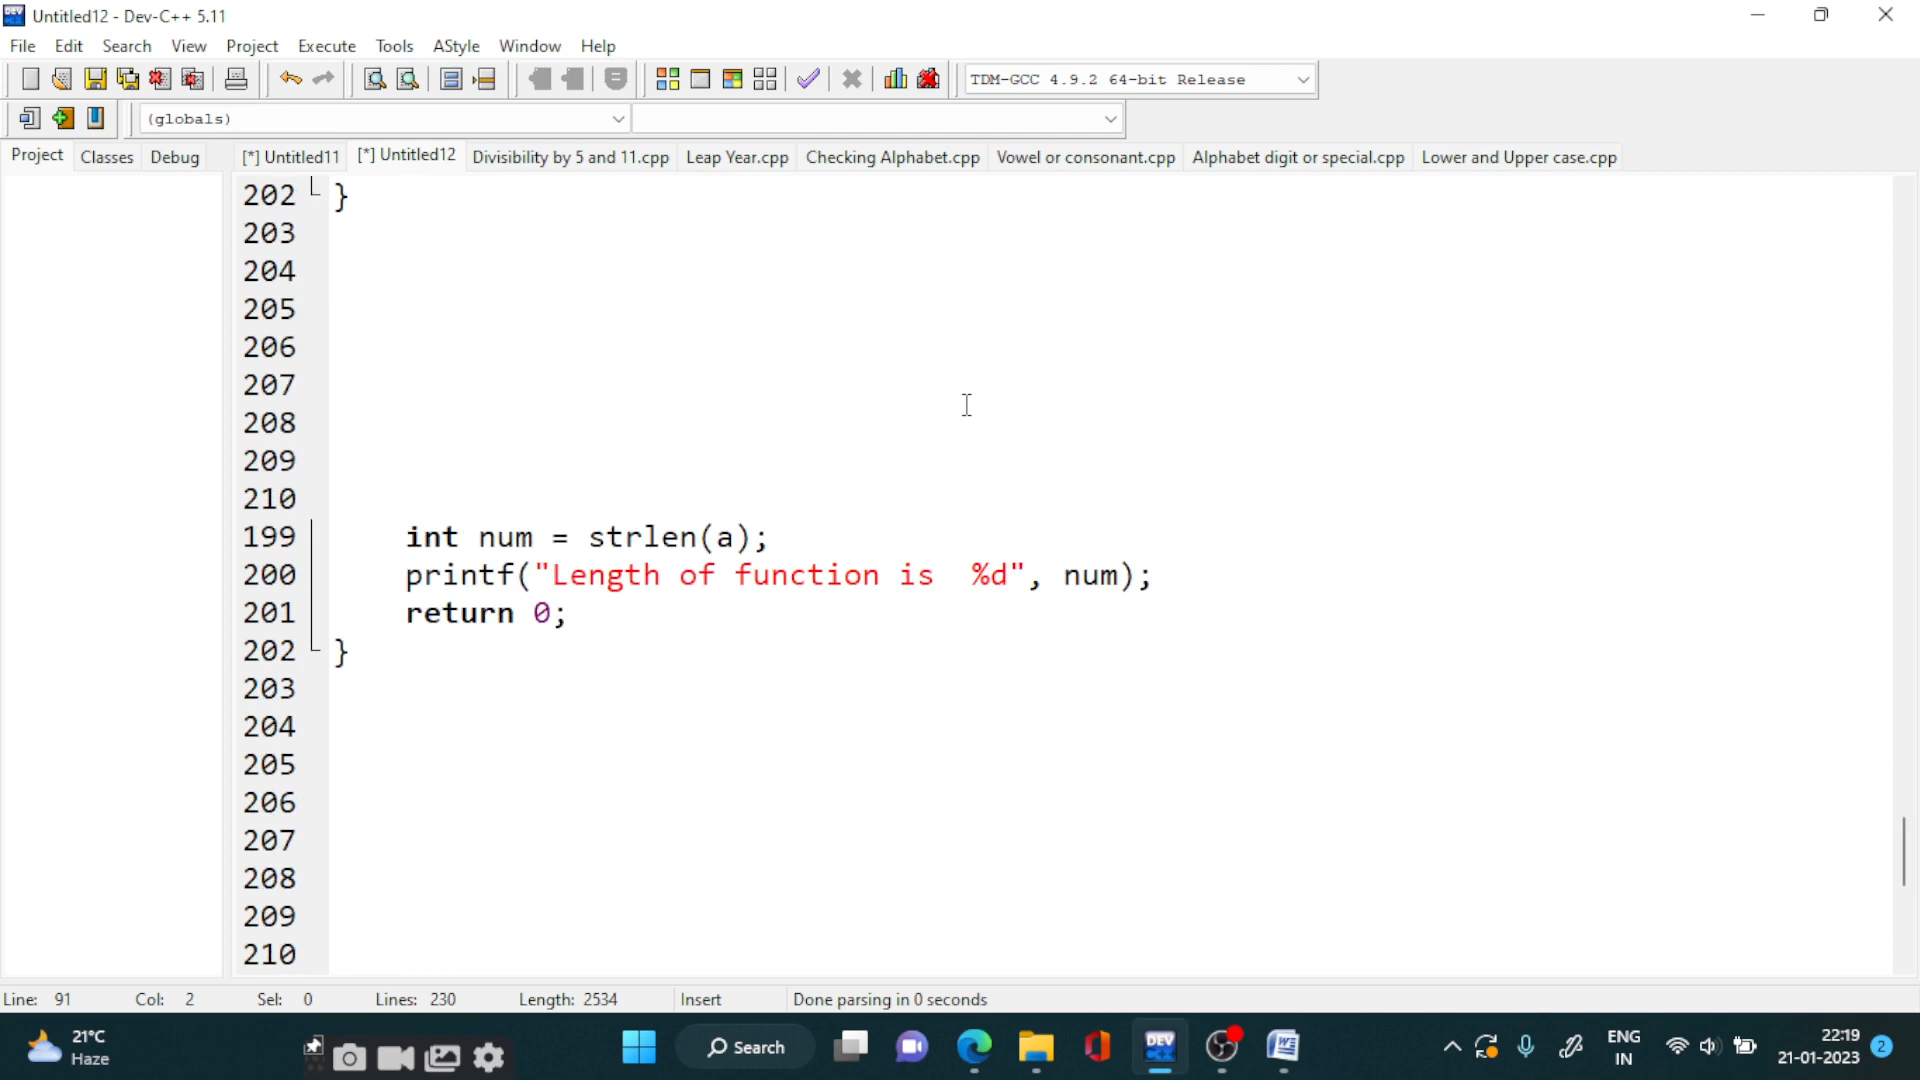 Untitled12 - Dev-C++ 5.11
File Edit Search View Project Execute Tools AStyle Window Help
TDM-GCC 4.9.2 64-bit Release
(globals)
Project Classes Debug [*] Untitled11 [*] Untitled12 Divisibility by 5 and 11.cpp Leap Year.cpp Checking Alphabet.cpp Vowel or consonant.cpp Alphabet digit or special.cpp Lower and Upper case.cpp
202 }
203
204
205
206
207
208
209
210
199 int num = strlen(a);
200 printf("Length of function is  %d", num);
201 return 0;
202 }
203
204
205
206
207
208
209
210
Line: 91 Col: 2 Sel: 0 Lines: 230 Length: 2534 Insert Done parsing in 0 seconds
21°C
Haze
Search
DEV C++
ENG
IN
22:19
21-01-2023
2